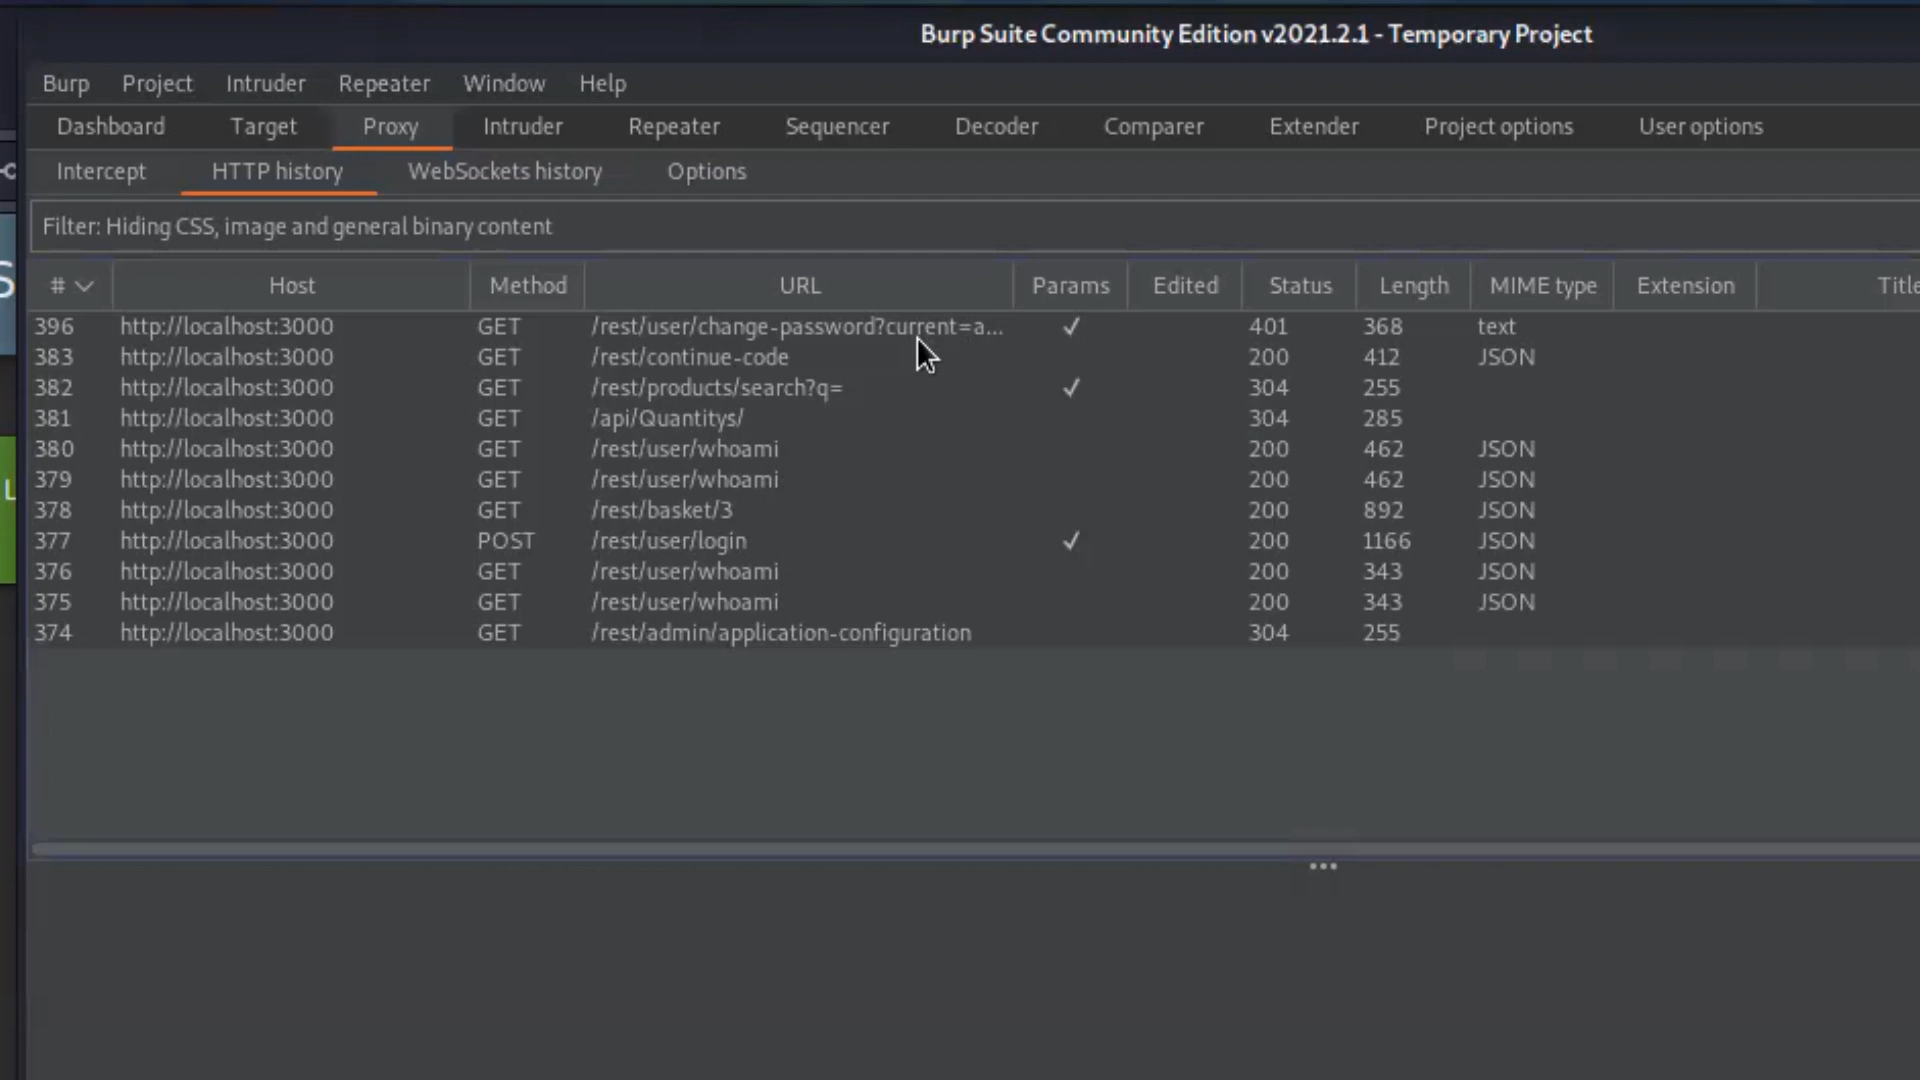 Burp Suite Community Edition v2021.2.1 - Temporary Project
Burp Project Intruder Repeater Window Help
Dashboard Target Proxy Intruder Repeater Sequencer Decoder Comparer Extender Project options User options
Intercept HTTP history WebSockets history Options
Filter: Hiding CSS, image and general binary content
# Host Method URL Params Edited Status Length MIME type Extension Title
396 http://localhost:3000 GET /rest/user/change-password?current=a... ✓ 401 368 text
383 http://localhost:3000 GET /rest/continue-code 200 412 JSON
382 http://localhost:3000 GET /rest/products/search?q= ✓ 304 255
381 http://localhost:3000 GET /api/Quantitys/ 304 285
380 http://localhost:3000 GET /rest/user/whoami 200 462 JSON
379 http://localhost:3000 GET /rest/user/whoami 200 462 JSON
378 http://localhost:3000 GET /rest/basket/3 200 892 JSON
377 http://localhost:3000 POST /rest/user/login ✓ 200 1166 JSON
376 http://localhost:3000 GET /rest/user/whoami 200 343 JSON
375 http://localhost:3000 GET /rest/user/whoami 200 343 JSON
374 http://localhost:3000 GET /rest/admin/application-configuration 304 255